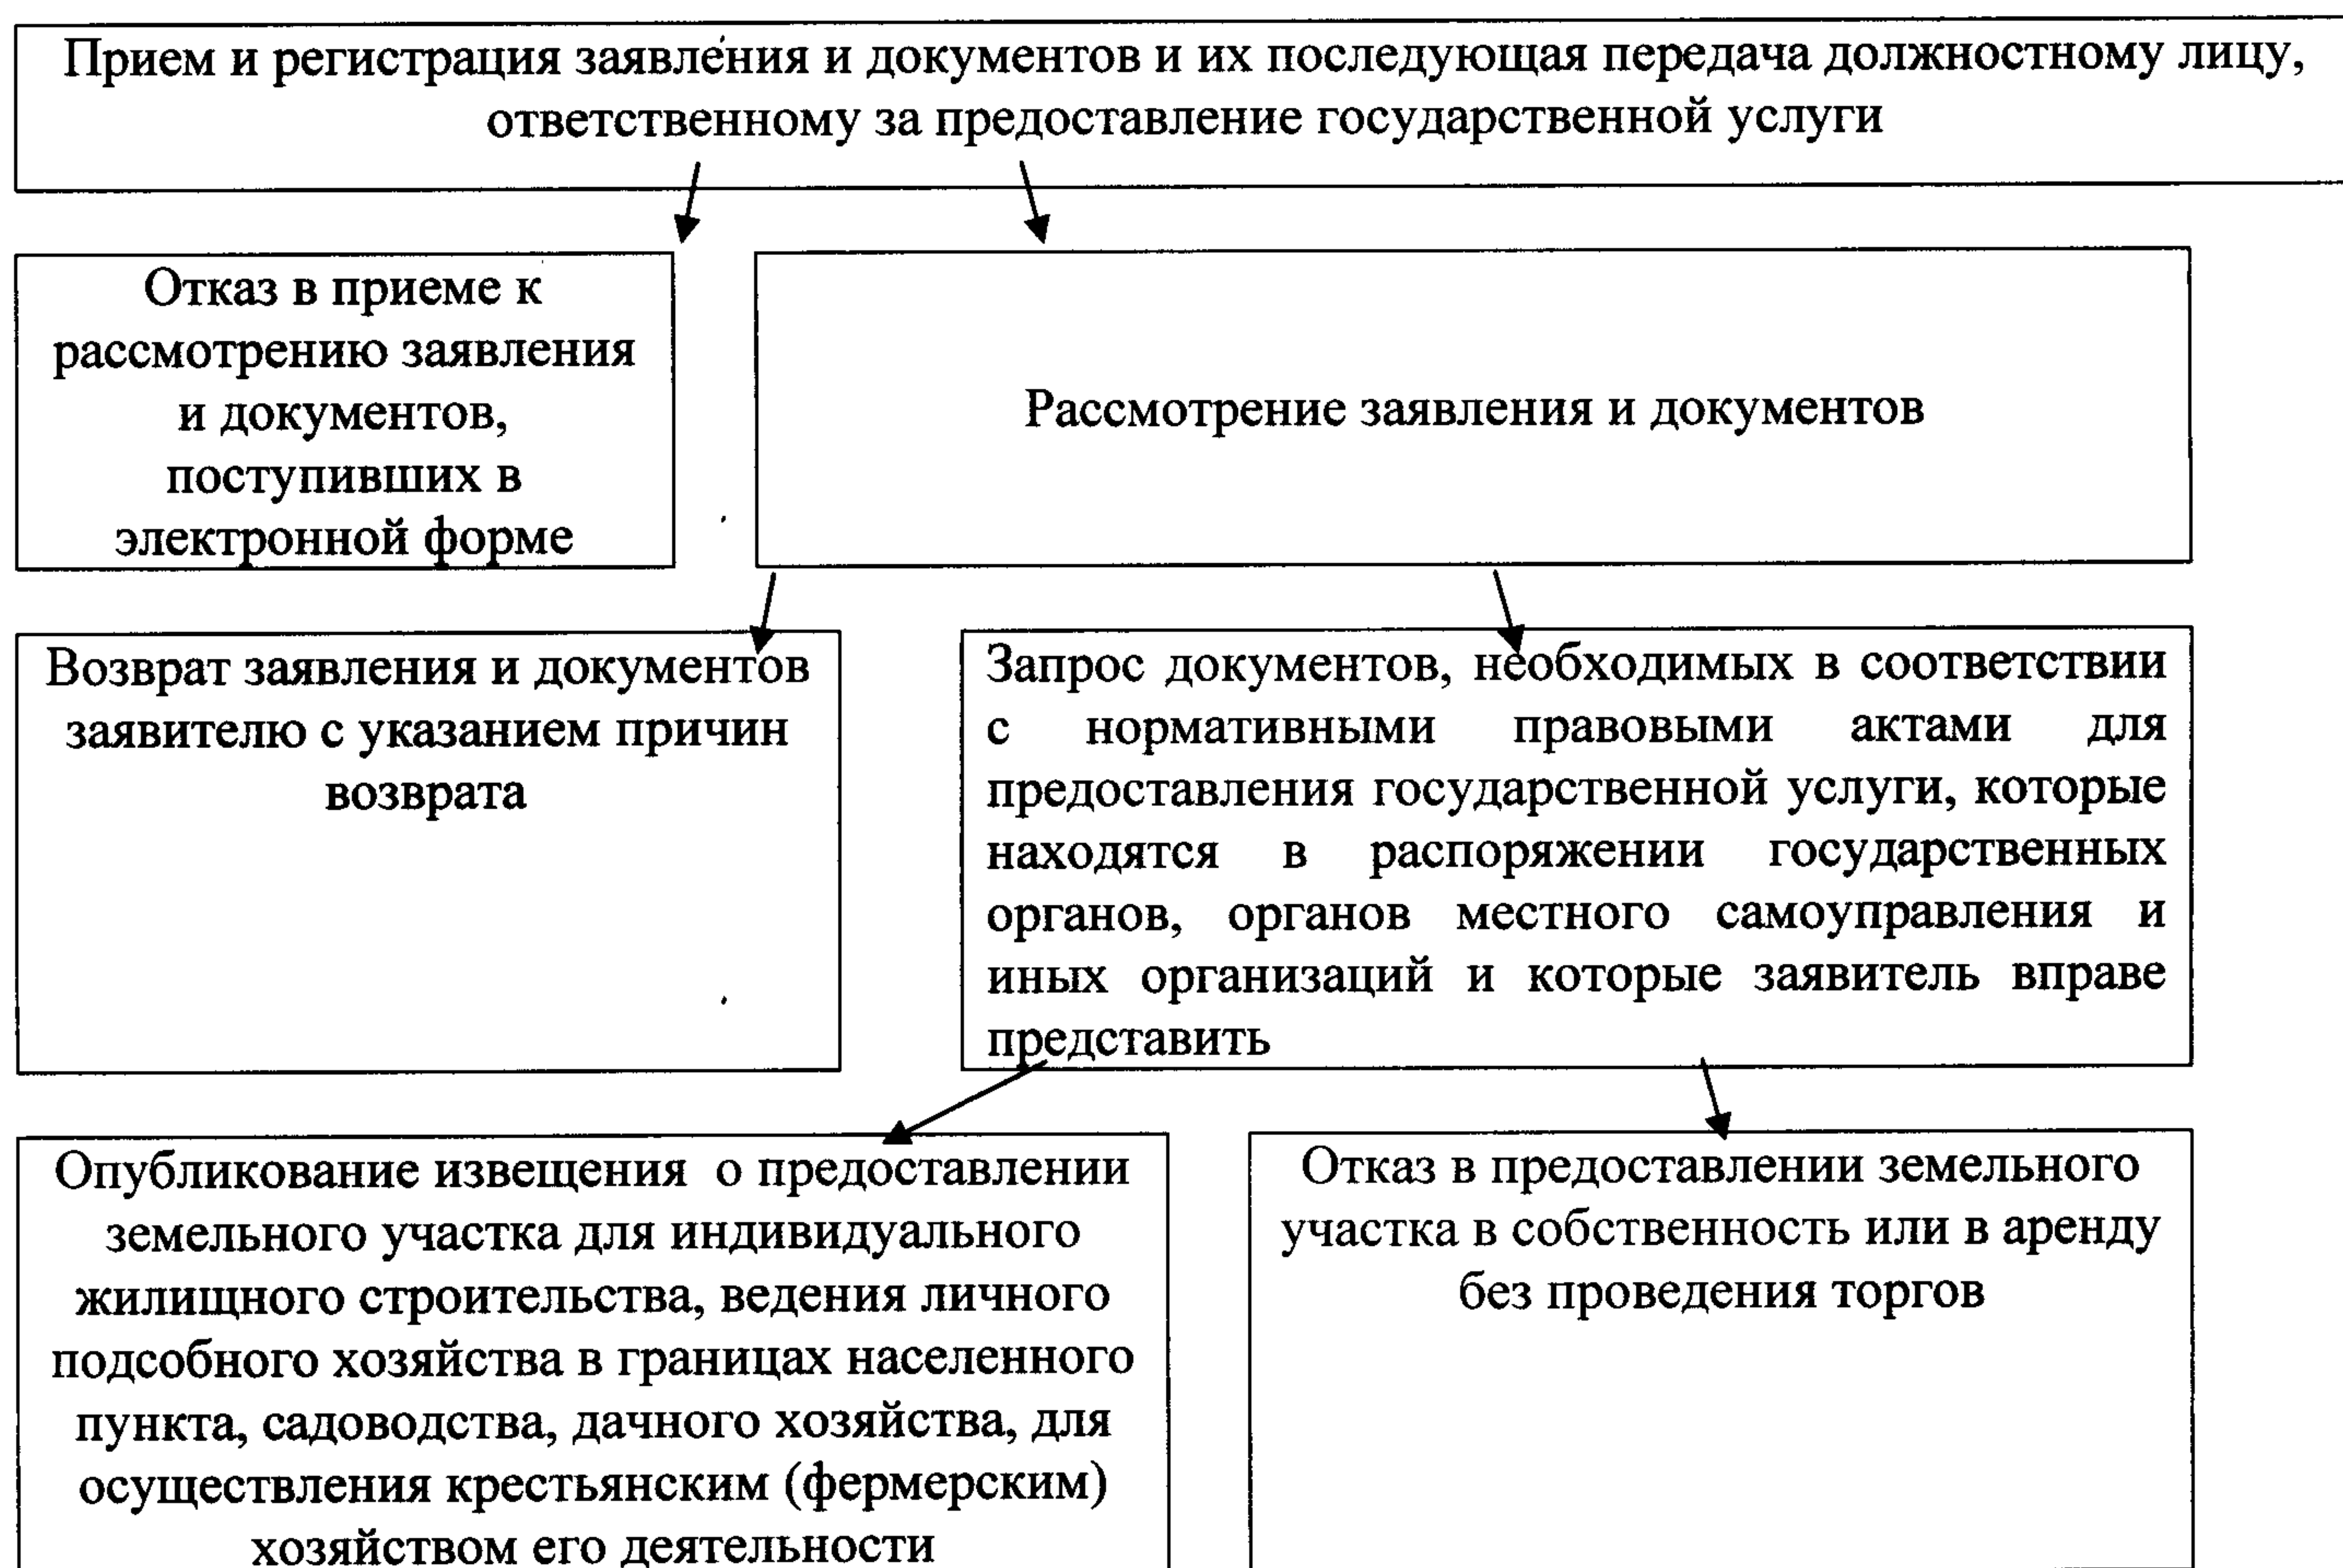 Прием и регистрация заявления и документов и их последующая передача должностному лицу,
ответственному за предоставление государственной услуги
Отказ в приеме к
рассмотрению заявления
и документов,
поступивших в
электронной форме
Рассмотрение заявления и документов
Возврат заявления и документов
заявителю с указанием причин
возврата
Запрос документов, необходимых в соответствии
с нормативными правовыми актами для
предоставления государственной услуги, которые
находятся в распоряжении государственных
органов, органов местного самоуправления и
иных организаций и которые заявитель вправе
представить
Опубликование извещения о предоставлении
земельного участка для индивидуального
жилищного строительства, ведения личного
подсобного хозяйства в границах населенного
пункта, садоводства, дачного хозяйства, для
осуществления крестьянским (фермерским)
хозяйством его деятельности
Отказ в предоставлении земельного
участка в собственность или в аренду
без проведения торгов